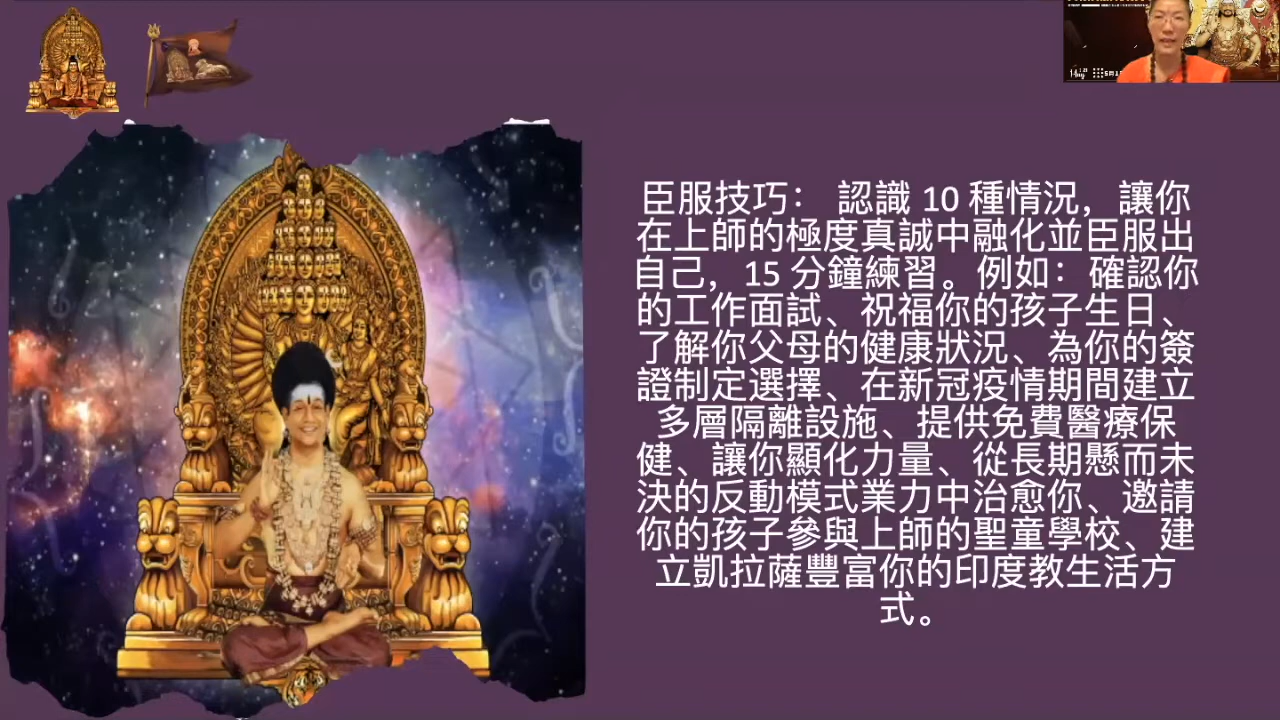 臣服技巧： 認識 10 種情況，讓你
在上師的極度真誠中融化並臣服出
自己，15 分鐘練習。例如：確認你
的工作面試、祝福你的孩子生日、
了解你父母的健康狀況、為你的簽
證制定選擇、在新冠疫情期間建立
多層隔離設施、提供免費醫療保
健、讓你顯化力量、從長期懸而未
決的反動模式業力中治愈你、邀請
你的孩子參與上師的聖童學校、建
立凱拉薩豐富你的印度教生活方
式。